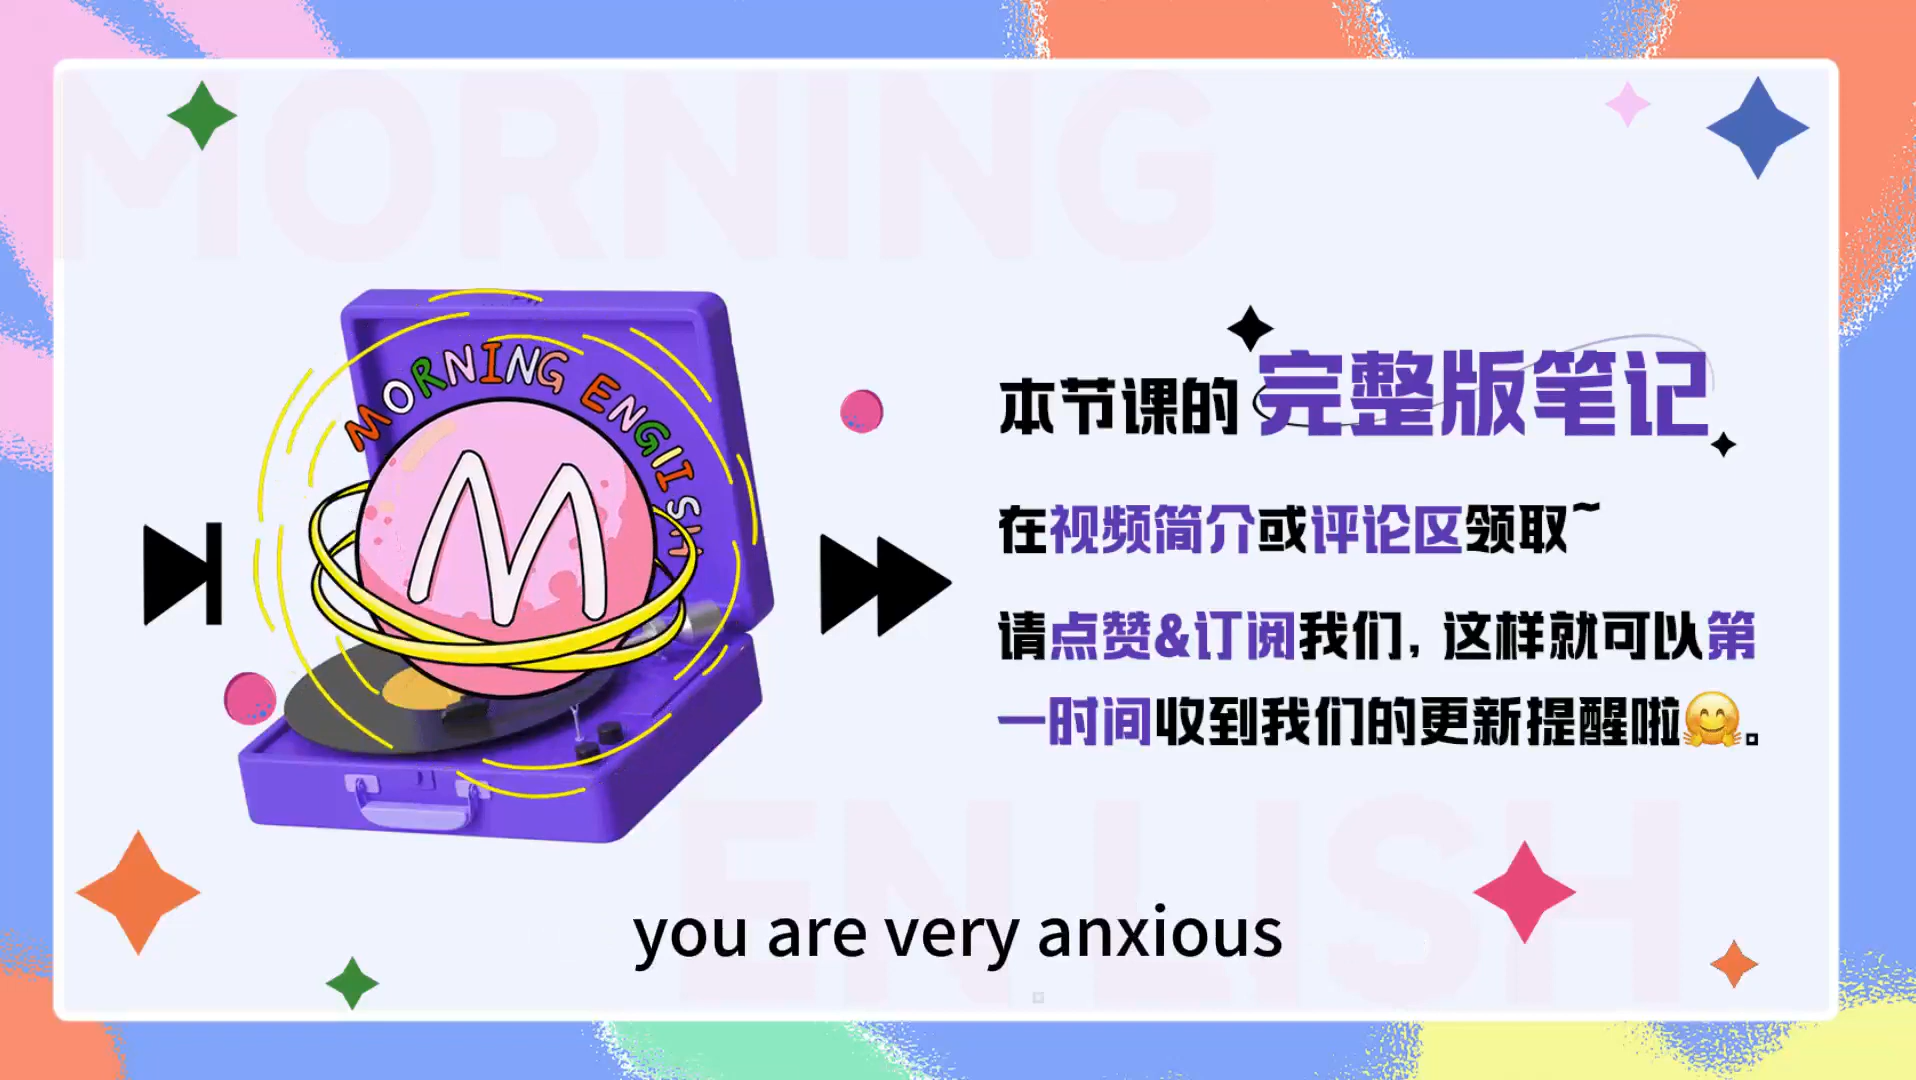 MORNING
MORNING ENGLISH
M
本节课的完整版笔记
在视频简介或评论区领取~
请点赞&订阅我们，这样就可以第
一时间收到我们的更新提醒啦🤗。
ENGLISH
you are very anxious